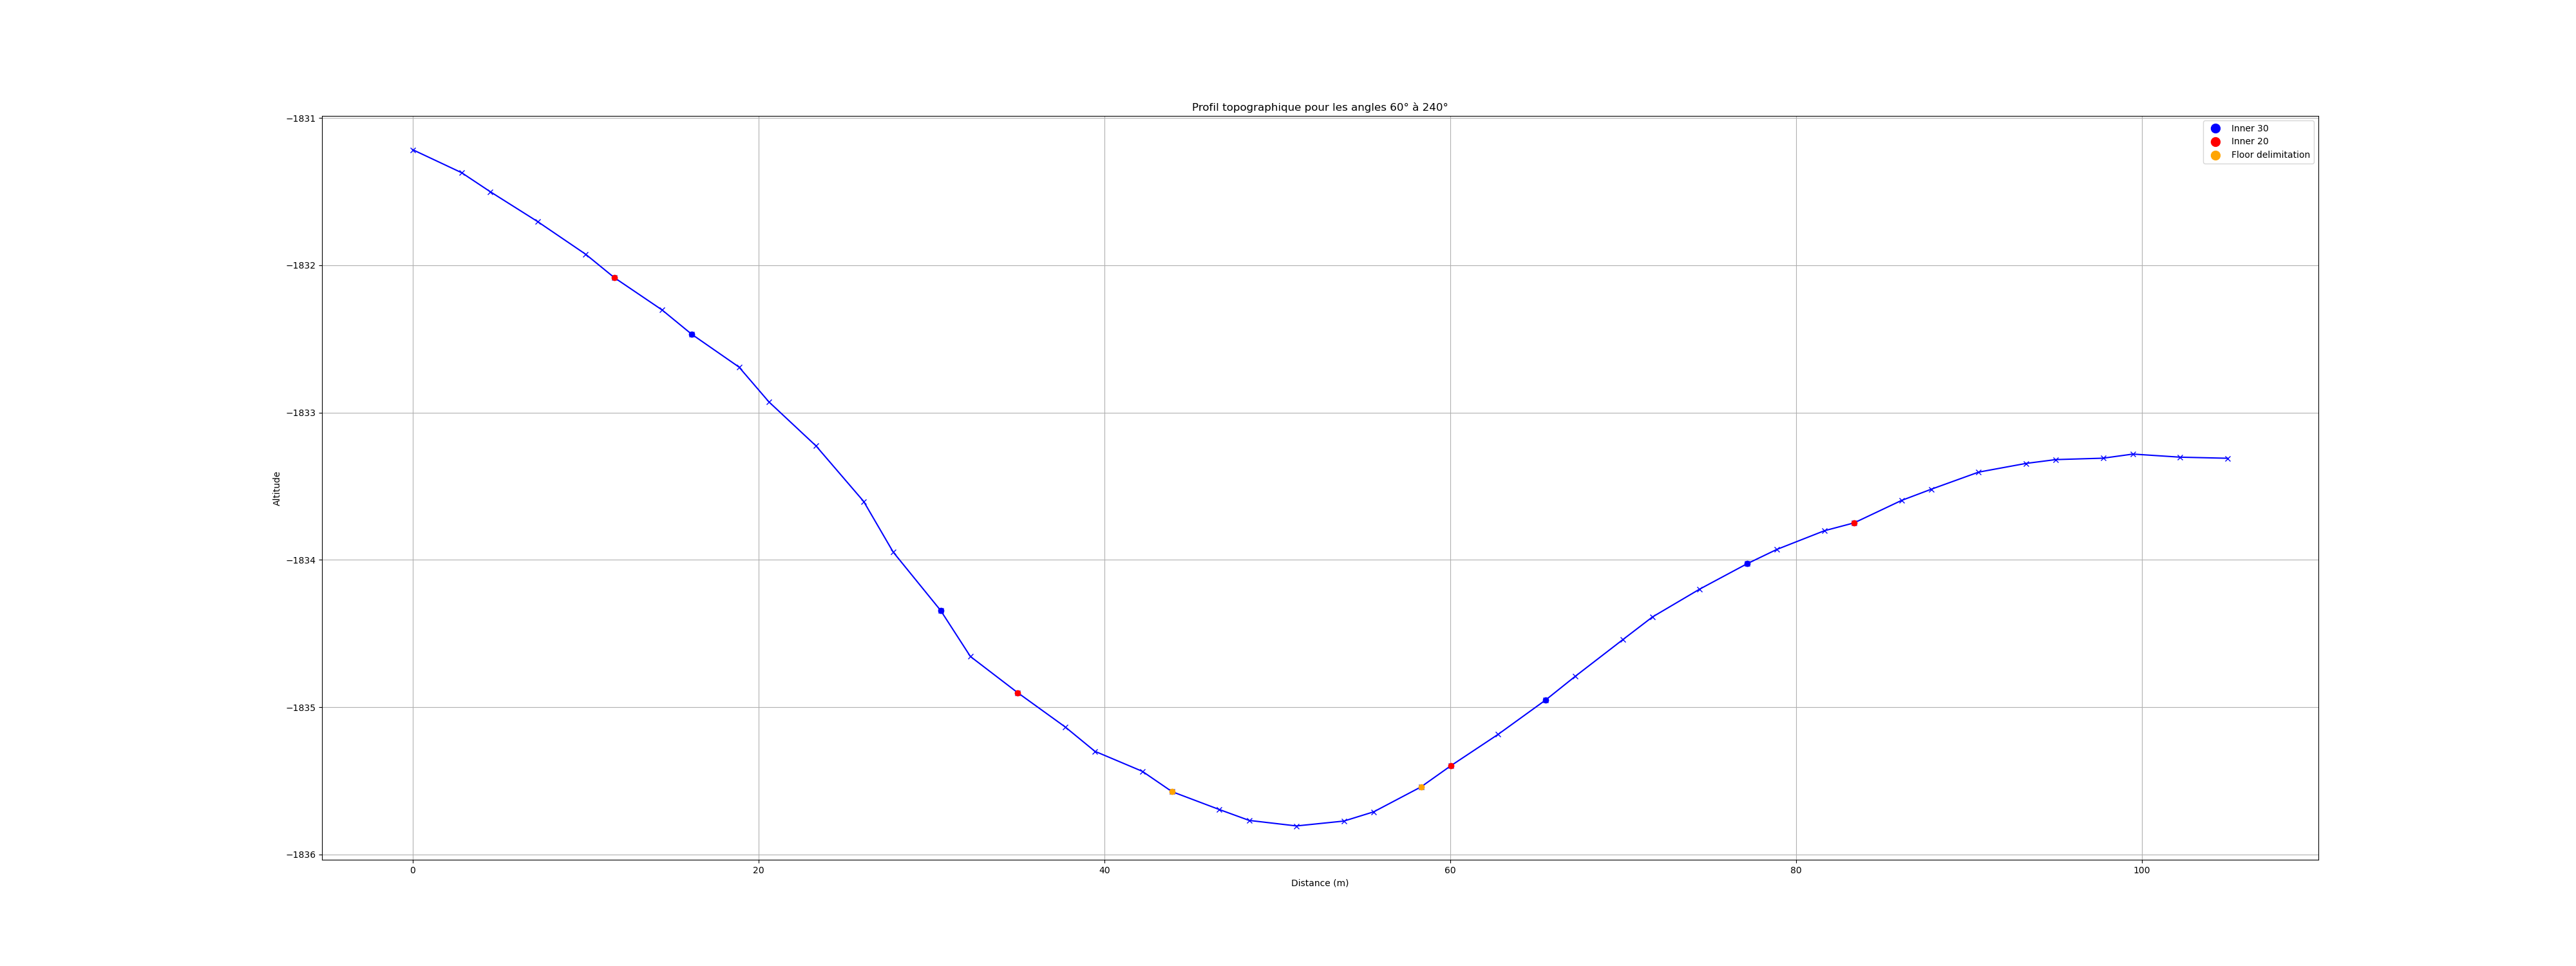 Profil topographique pour les angles 60° à 240°
Inner 30
Inner 20
Floor delimitation
−1831
−1832
−1833
−1834
−1835
−1836
Altitude
0 20 40 60 80 100
Distance (m)